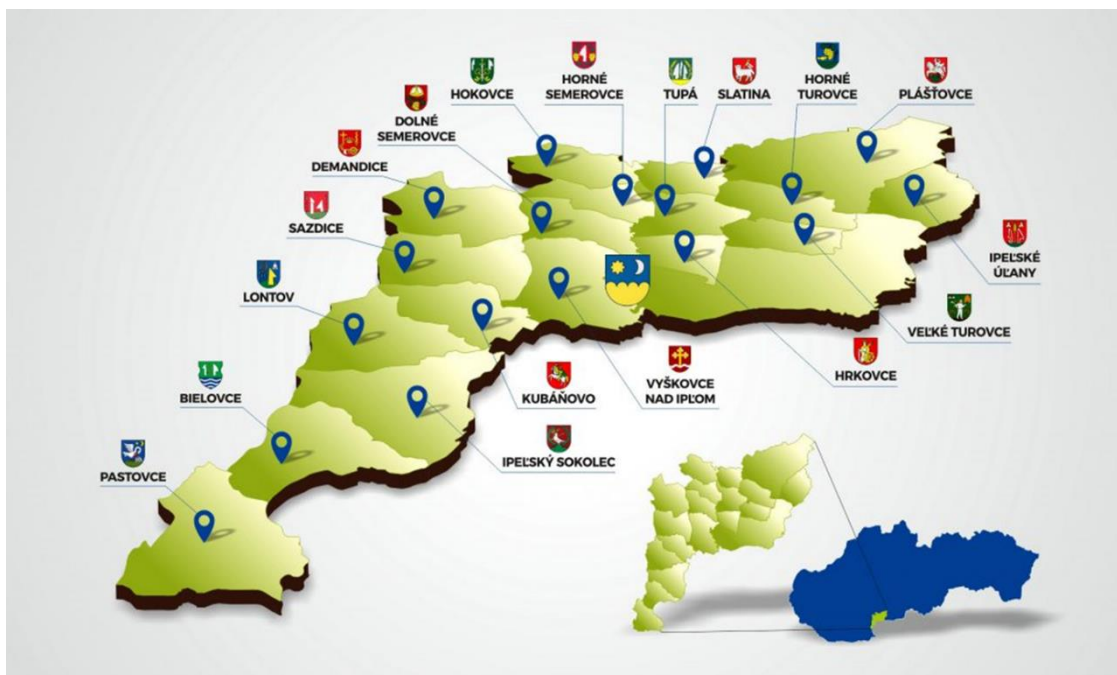 HOKOVCE
HORNÉ
SEMEROVCE
TUPÁ
SLATINA
HORNÉ
TUROVCE
PLÁŠŤOVCE
DOLNÉ
SEMEROVCE
DEMANDICE
SAZDICE
LONTOV
BIELOVCE
PASTOVCE
KUBÁŇOVO
IPEĽSKÝ SOKOLEC
VYŠKOVCE
NAD IPĽOM
HRKOVCE
VEĽKÉ TUROVCE
IPEĽSKÉ
ÚĽANY